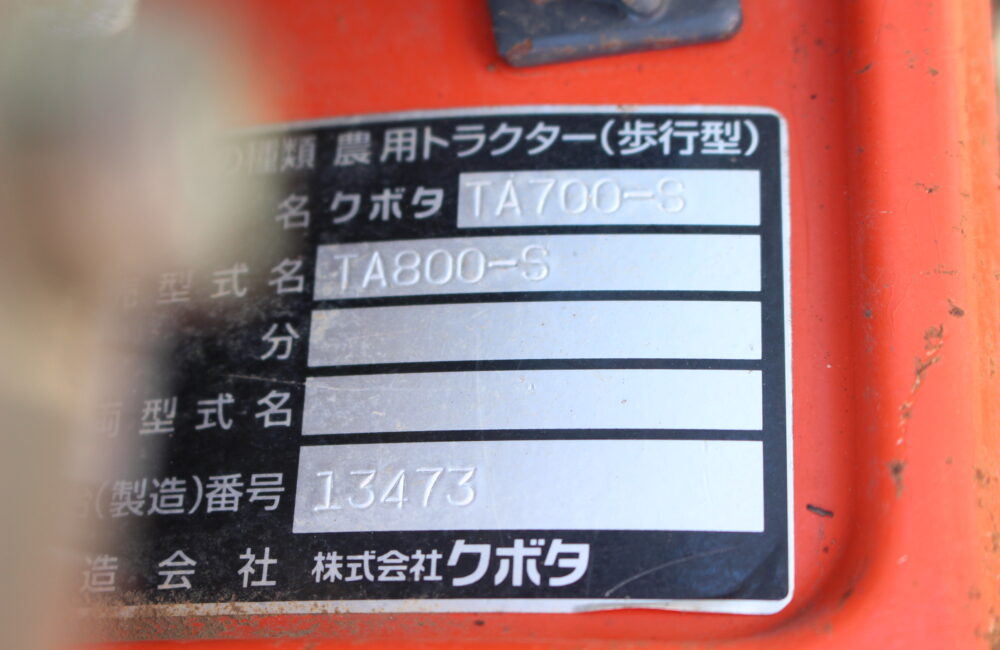 種類 農用トラクター(歩行型)
名 クボタ TA700-S
型式名 TA800-S
分
型式名
(製造)番号 13473
造会社 株式会社クボタ